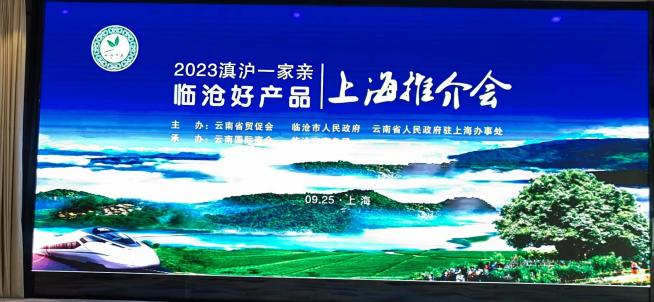 2023滇沪一家亲
临沧好产品
上海推介会
主 办：云南省贸促会 临沧市人民政府 云南省人民政府驻上海办事处
承 办：云南国际商会
09.25·上海